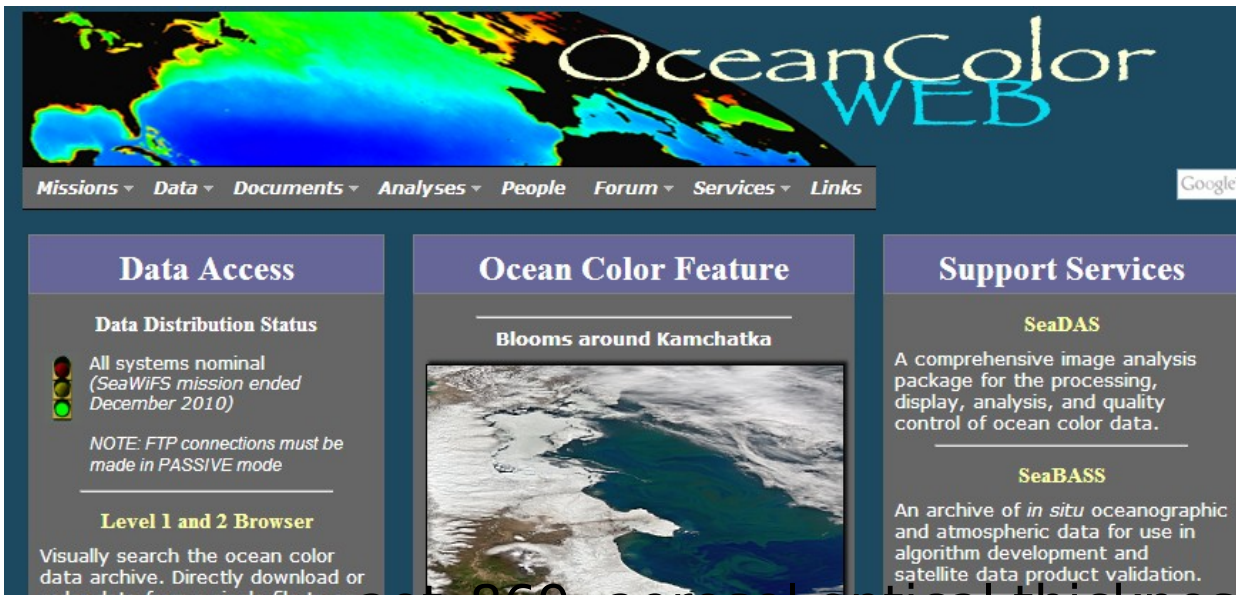 OceanColor
WEB
Missions Data Documents Analyses People Forum Services Links
Google
Data Access
Data Distribution Status
All systems nominal
(SeaWiFS mission ended
December 2010)
NOTE: FTP connections must be
made in PASSIVE mode
Level 1 and 2 Browser
Visually search the ocean color
data archive. Directly download or
Ocean Color Feature
Blooms around Kamchatka
Support Services
SeaDAS
A comprehensive image analysis
package for the processing,
display, analysis, and quality
control of ocean color data.
SeaBASS
An archive of in situ oceanographic
and atmospheric data for use in
algorithm development and
satellite data product validation.